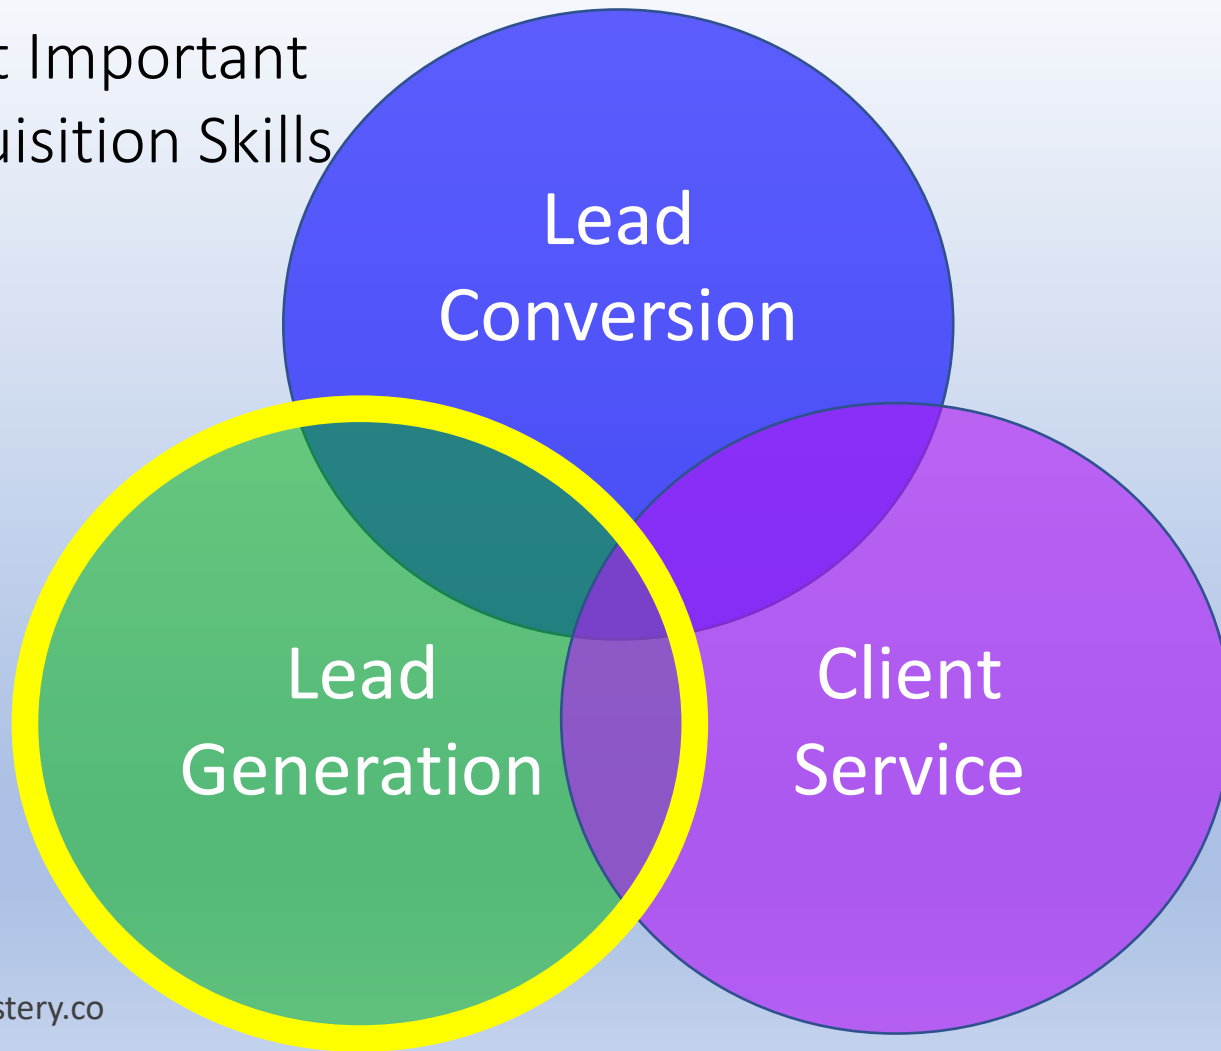 t Important
uisition Skills
Lead
Conversion
Lead
Generation
Client
Service
stery.co